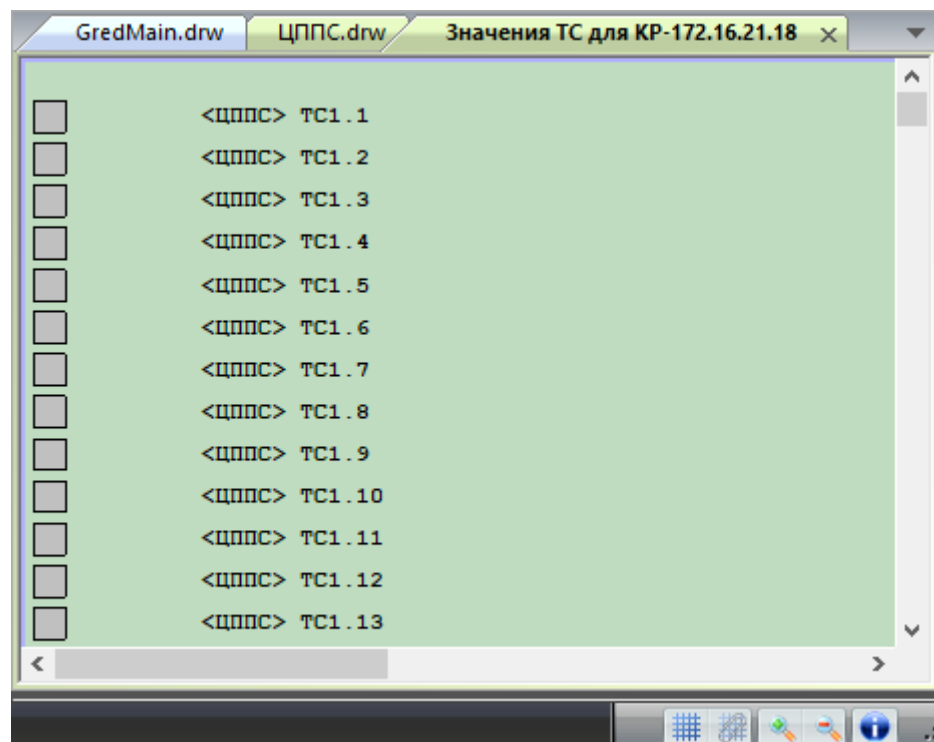 GredMain.drw ЦППС.drw Значения ТС для КР-172.16.21.18
<ЦППС> ТС1.1
<ЦППС> ТС1.2
<ЦППС> ТС1.3
<ЦППС> ТС1.4
<ЦППС> ТС1.5
<ЦППС> ТС1.6
<ЦППС> ТС1.7
<ЦППС> ТС1.8
<ЦППС> ТС1.9
<ЦППС> ТС1.10
<ЦППС> ТС1.11
<ЦППС> ТС1.12
<ЦППС> ТС1.13